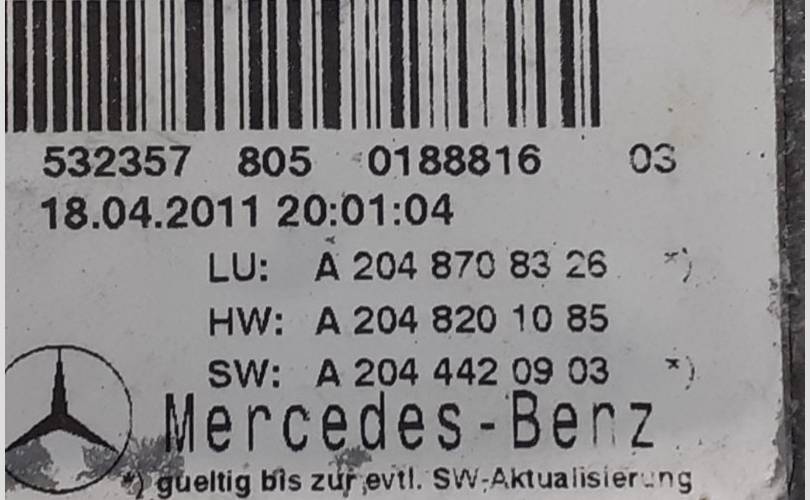 532357 805 0188816 03
18.04.2011 20:01:04
LU: A 204 870 83 26 *)
HW: A 204 820 10 85
SW: A 204 442 09 03 *)
Mercedes-Benz
*) gueltig bis zur evtl. SW-Aktualisierung